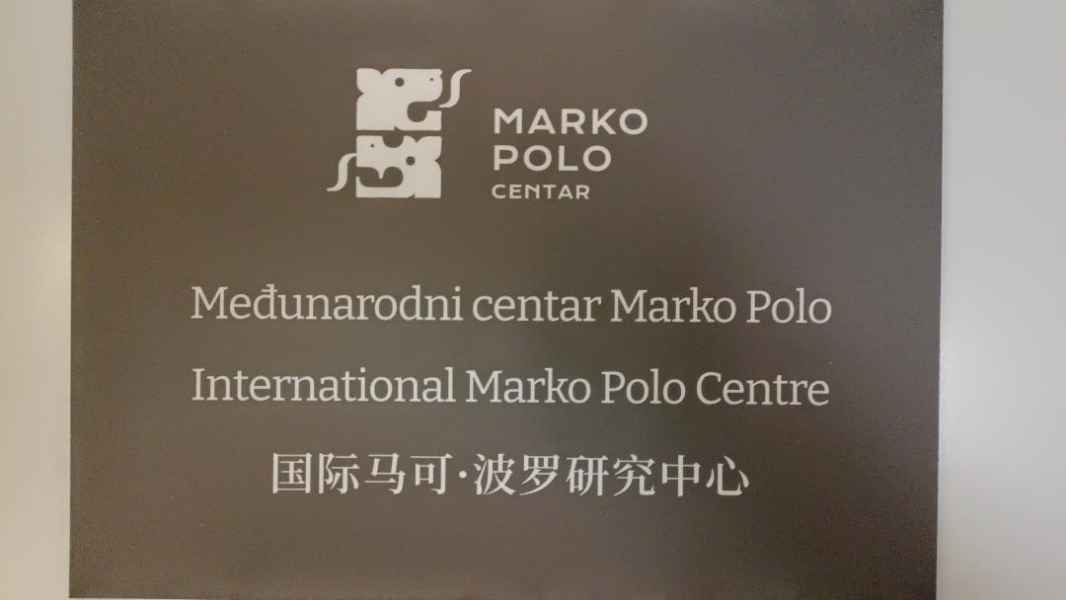 MARKO
POLO
CENTAR
Međunarodni centar Marko Polo
International Marko Polo Centre
国际马可·波罗研究中心